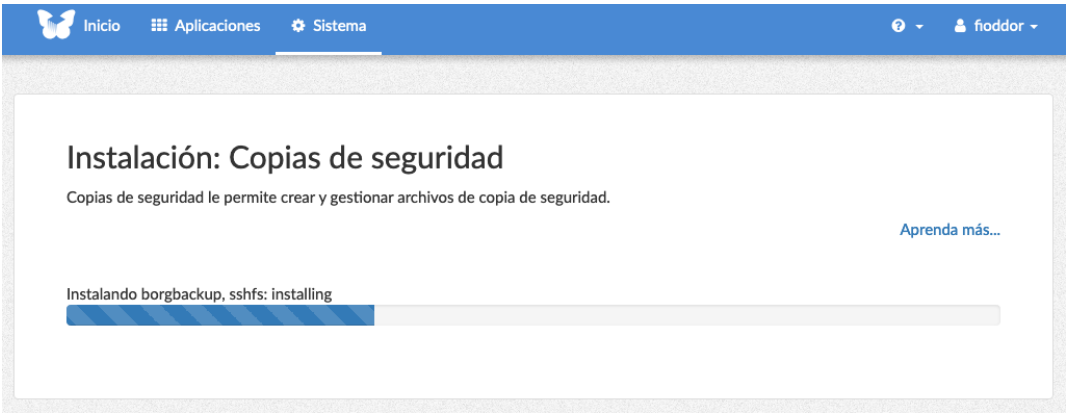 Inicio Aplicaciones Sistema fioddor
Instalación: Copias de seguridad
Copias de seguridad le permite crear y gestionar archivos de copia de seguridad.
Aprenda más...
Instalando borgbackup, sshfs: installing